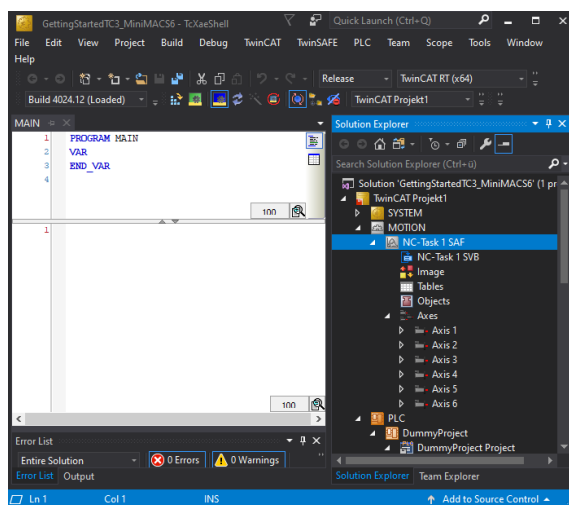 GettingStartedTC3_MiniMACS6 - TcXaeShell
Quick Launch (Ctrl+Q)
File Edit View Project Build Debug TwinCAT TwinSAFE PLC Team Scope Tools Window
Help
Release TwinCAT RT (x64)
Build 4024.12 (Loaded) TwinCAT Projekt1
MAIN
1 PROGRAM MAIN
2 VAR
3 END_VAR
4
100
1
100
Error List
Entire Solution 0 Errors 0 Warnings
Error List Output
Solution Explorer
Search Solution Explorer (Ctrl+ü)
Solution 'GettingStartedTC3_MiniMACS6' (1 pr
TwinCAT Projekt1
SYSTEM
MOTION
NC-Task 1 SAF
NC-Task 1 SVB
Image
Tables
Objects
Axes
Axis 1
Axis 2
Axis 3
Axis 4
Axis 5
Axis 6
PLC
DummyProject
DummyProject Project
Solution Explorer Team Explorer
Ln 1 Col 1 INS Add to Source Control